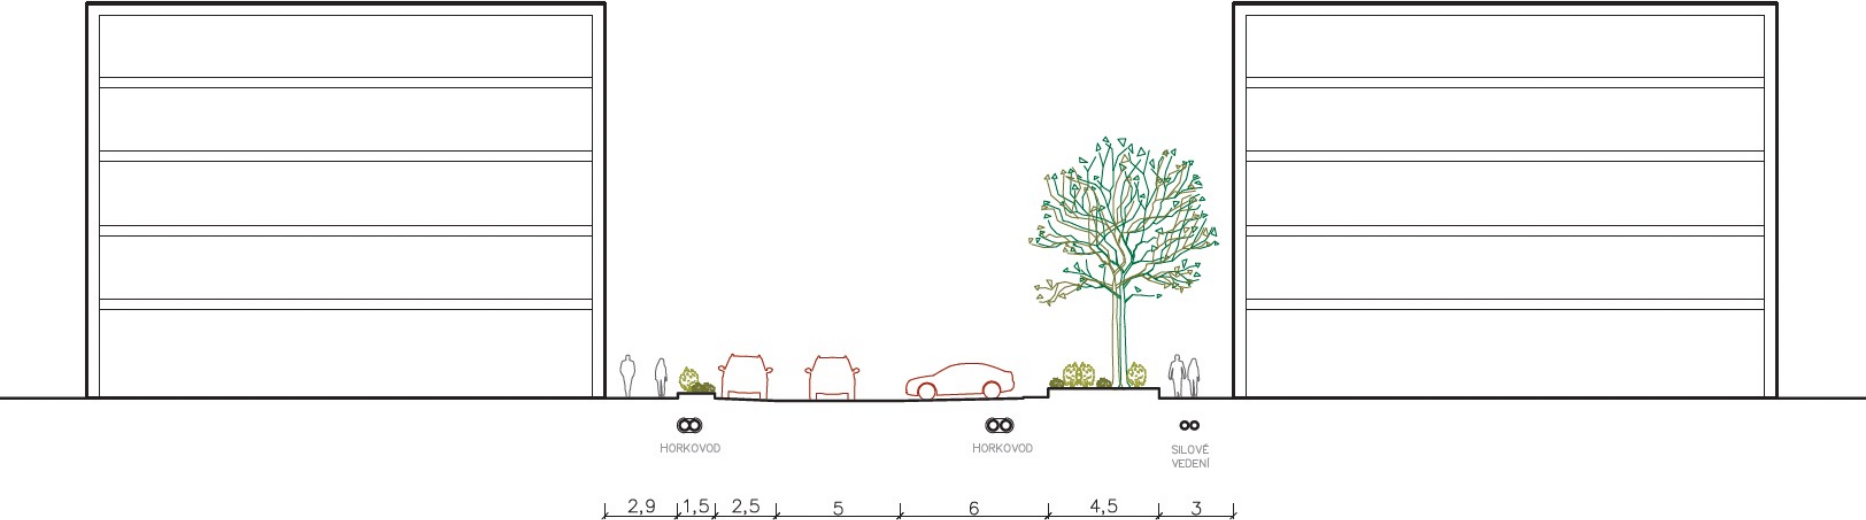 HORKOVOD
HORKOVOD
SILOVÉ
VEDENÍ
2,9 1,5 2,5 5 6 4,5 3